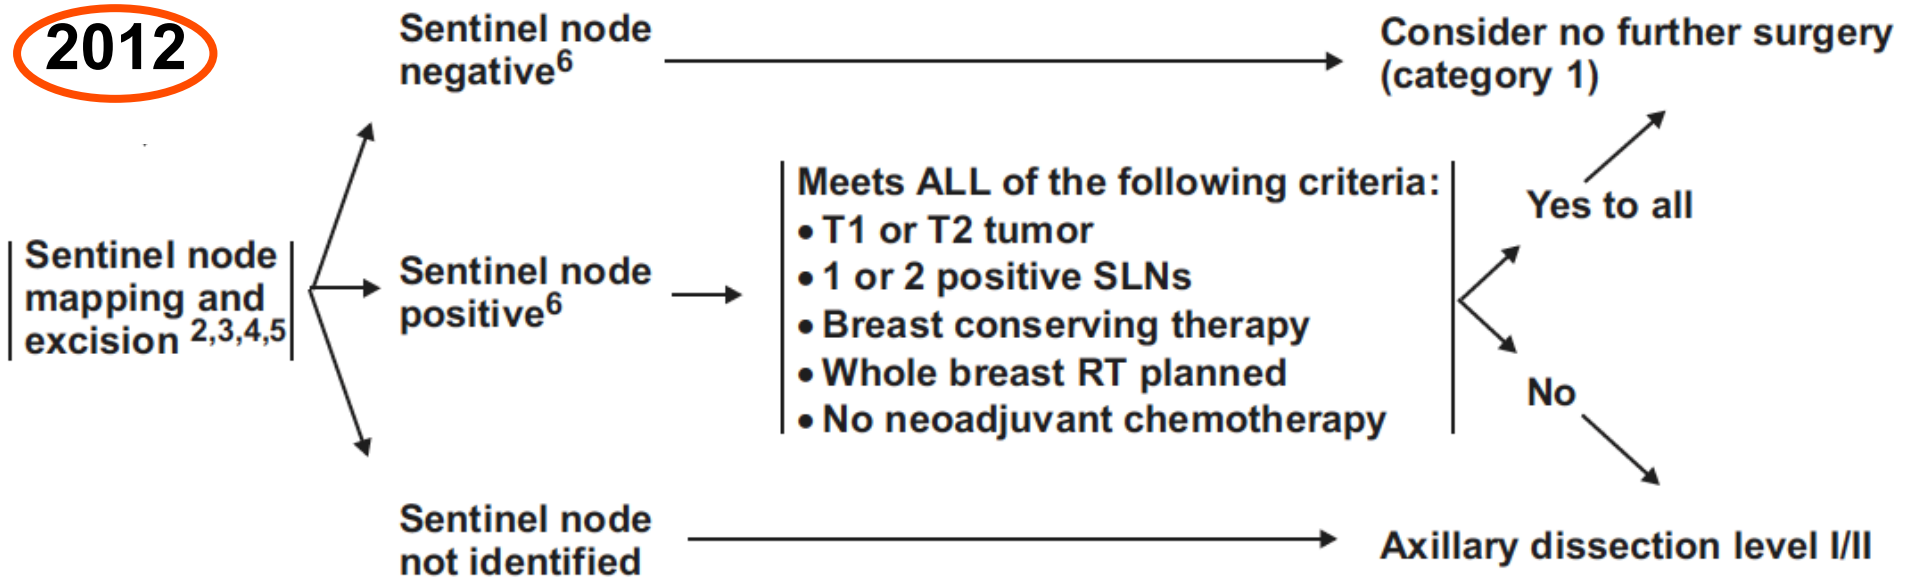 2012
Sentinel node
negative6
Consider no further surgery
(category 1)
Sentinel node
mapping and
excision 2,3,4,5
Sentinel node
positive6
Meets ALL of the following criteria:
• T1 or T2 tumor
• 1 or 2 positive SLNs
• Breast conserving therapy
• Whole breast RT planned
• No neoadjuvant chemotherapy
Yes to all
No
Sentinel node
not identified
Axillary dissection level I/II